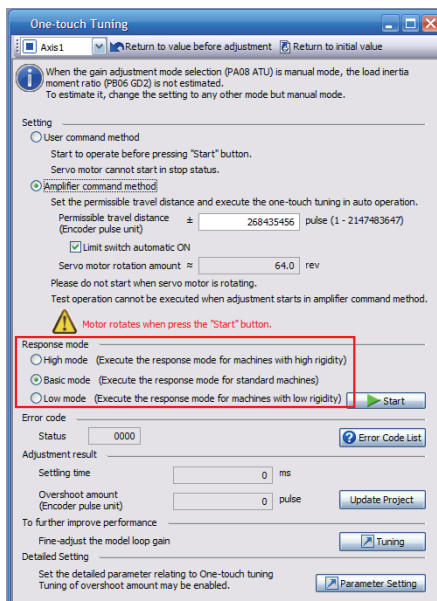 One-touch Tuning
Axis1 Return to value before adjustment Return to initial value
When the gain adjustment mode selection (PA08 ATU) is manual mode, the load inertia
moment ratio (PB06 GD2) is not estimated.
To estimate it, change the setting to any other mode but manual mode.
Setting
User command method
Start to operate before pressing "Start" button.
Servo motor cannot start in stop status.
Amplifier command method
Set the permissible travel distance and execute the one-touch tuning in auto operation.
Permissible travel distance ± 268435456 pulse (1 - 2147483647)
(Encoder pulse unit)
Limit switch automatic ON
Servo motor rotation amount ≈ 64.0 rev
Please do not start when servo motor is rotating.
Test operation cannot be executed when adjustment starts in amplifier command method.
Motor rotates when press the "Start" button.
Response mode
High mode (Execute the response mode for machines with high rigidity)
Basic mode (Execute the response mode for standard machines)
Low mode (Execute the response mode for machines with low rigidity) Start
Error code
Status 0000 Error Code List
Adjustment result
Settling time 0 ms
Overshoot amount 0 pulse Update Project
(Encoder pulse unit)
To further improve performance
Fine-adjust the model loop gain Tuning
Detailed Setting
Set the detailed parameter relating to One-touch tuning
Tuning of overshoot amount may be enabled. Parameter Setting